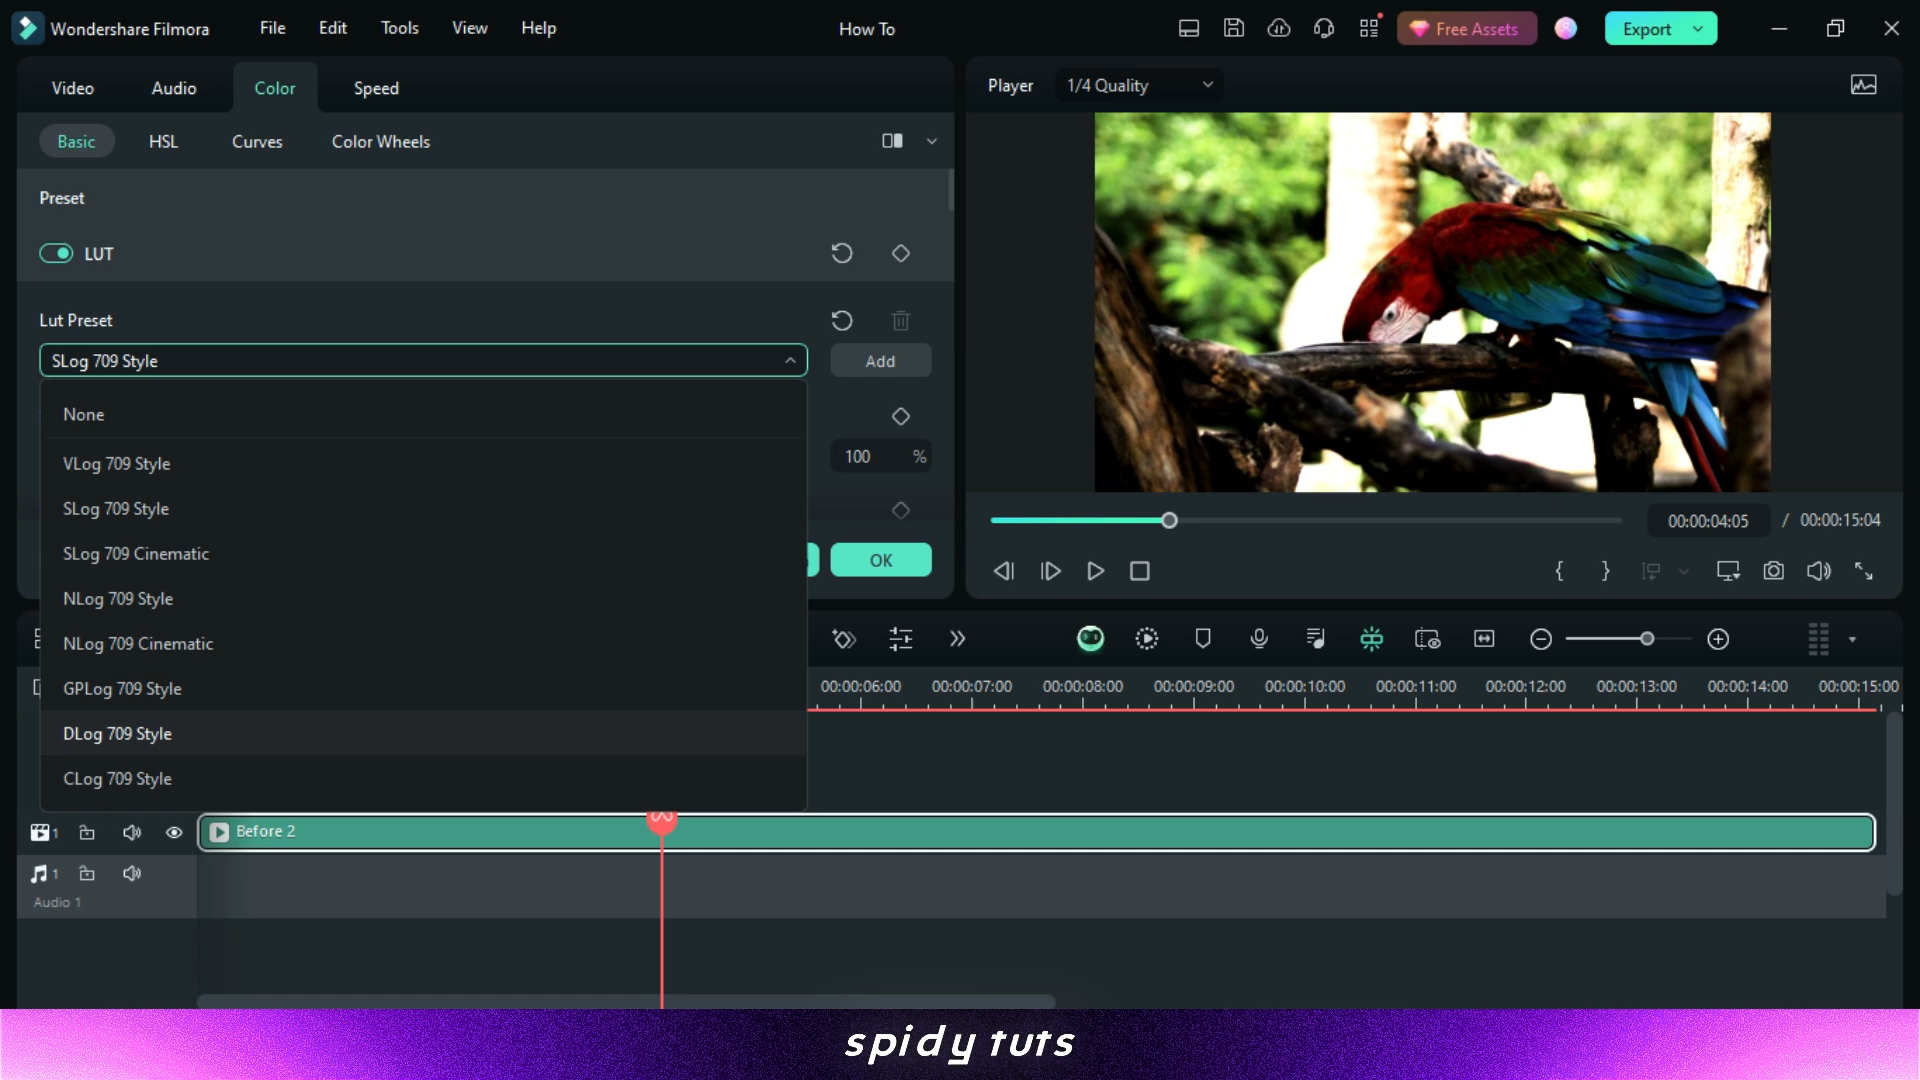 Wondershare Filmora File Edit Tools View Help How To Free Assets Export
Video Audio Color Speed
Player 1/4 Quality
Basic HSL Curves Color Wheels
Preset
LUT
Lut Preset
SLog 709 Style Add
None
VLog 709 Style
100 %
SLog 709 Style
SLog 709 Cinematic
OK
NLog 709 Style
NLog 709 Cinematic
GPLog 709 Style
DLog 709 Style
CLog 709 Style
00:00:04:05 / 00:00:15:04
{ }
00:00:06:00 00:00:07:00 00:00:08:00 00:00:09:00 00:00:10:00 00:00:11:00 00:00:12:00 00:00:13:00 00:00:14:00 00:00:15:00
1 Before 2
1
Audio 1
spidy tuts